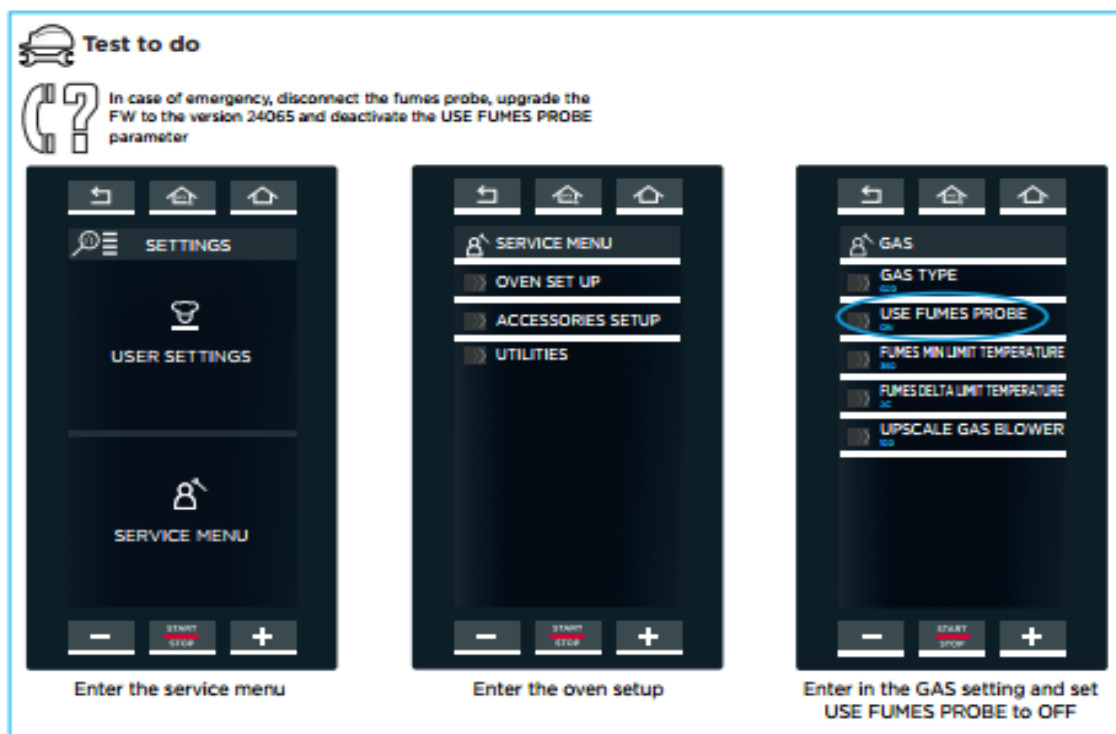 Test to do
In case of emergency, disconnect the fumes probe, upgrade the
FW to the version 24065 and deactivate the USE FUMES PROBE
parameter
SETTINGS
USER SETTINGS
SERVICE MENU
START
STOP
Enter the service menu
SERVICE MENU
OVEN SET UP
ACCESSORIES SETUP
UTILITIES
START
STOP
Enter the oven setup
GAS
GAS TYPE
USE FUMES PROBE
ON
FUMES MIN LIMIT TEMPERATURE
FUMES DELTA LIMIT TEMPERATURE
UPSCALE GAS BLOWER
100
START
STOP
Enter in the GAS setting and set
USE FUMES PROBE to OFF